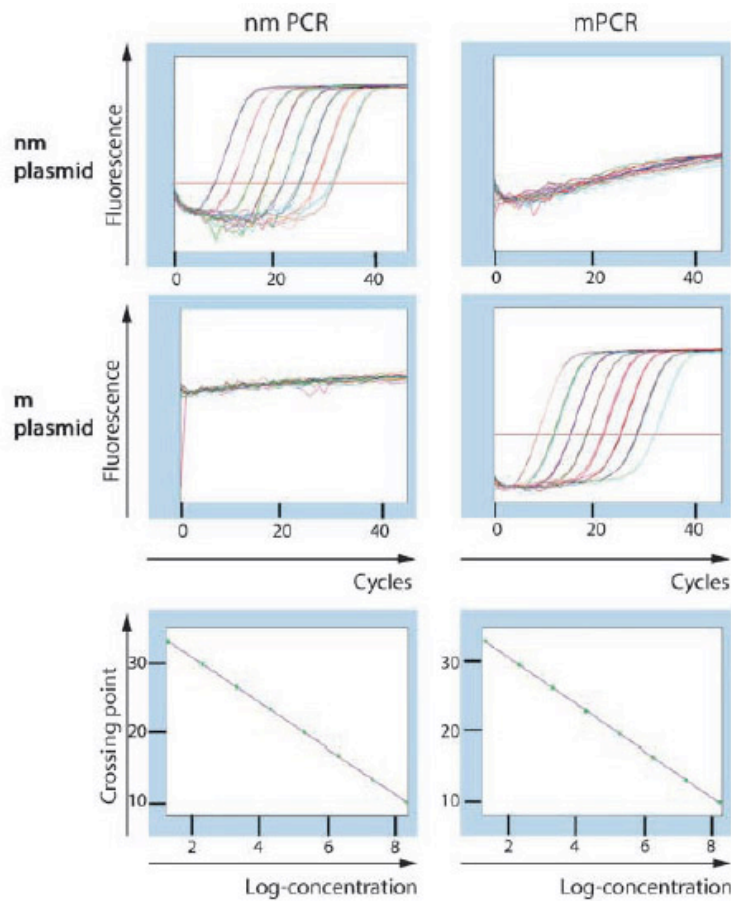 nm PCR
mPCR
nm
plasmid
Fluorescence
0
20
40
0
20
40
m
plasmid
Fluorescence
0
20
40
0
20
40
Cycles
Cycles
Crossing point
30
20
10
30
20
10
2
4
6
8
2
4
6
8
Log-concentration
Log-concentration